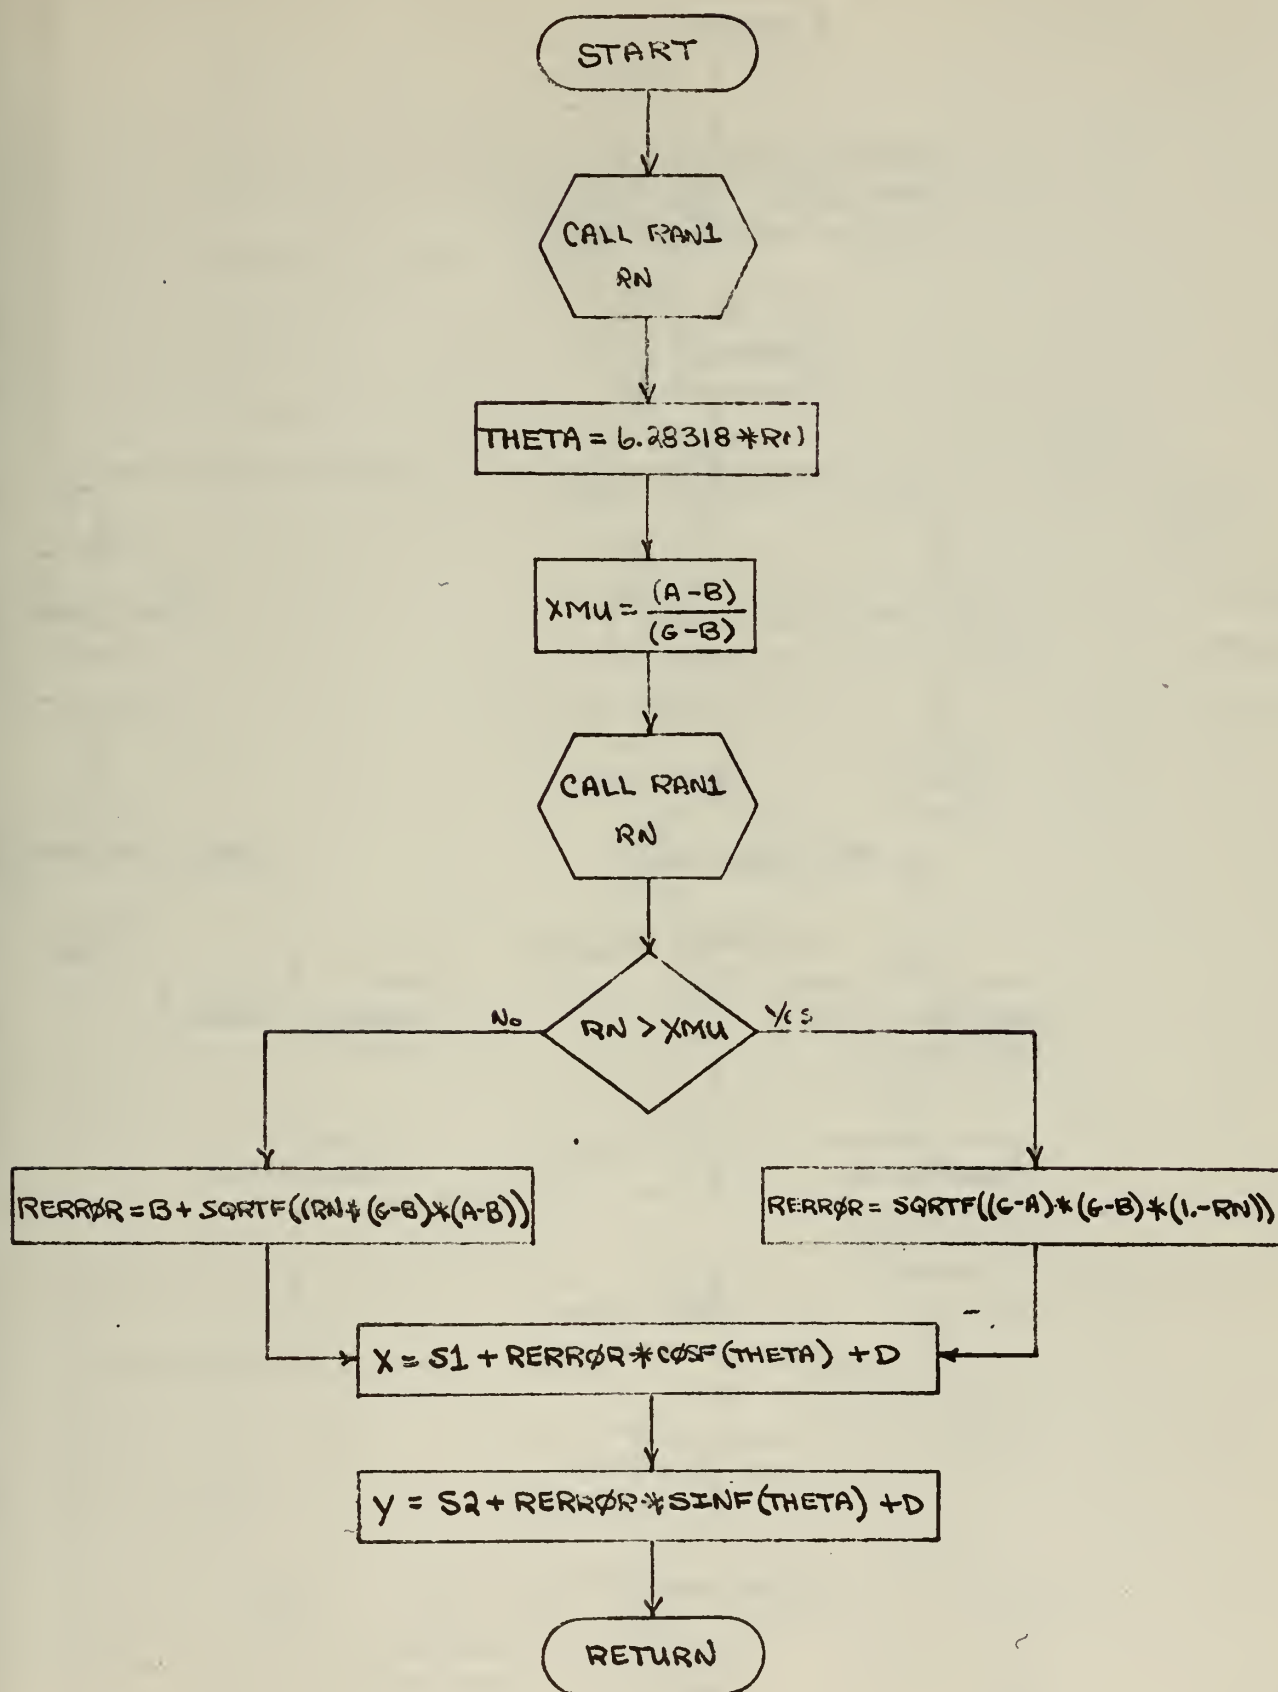 START
CALL RAN1
RN
THETA = 6.28318 * RN
XMU = (A-B)
(G-B)
CALL RAN1
RN
RN > XMU
No
Yes
RERRØR = B + SQRTF((RN*(G-B)*(A-B))
RERRØR = SQRTF((G-A)*(G-B)*(1.-RN))
X = S1 + RERRØR * CØSF(THETA) + D
Y = S2 + RERRØR * SINF(THETA) + D
RETURN